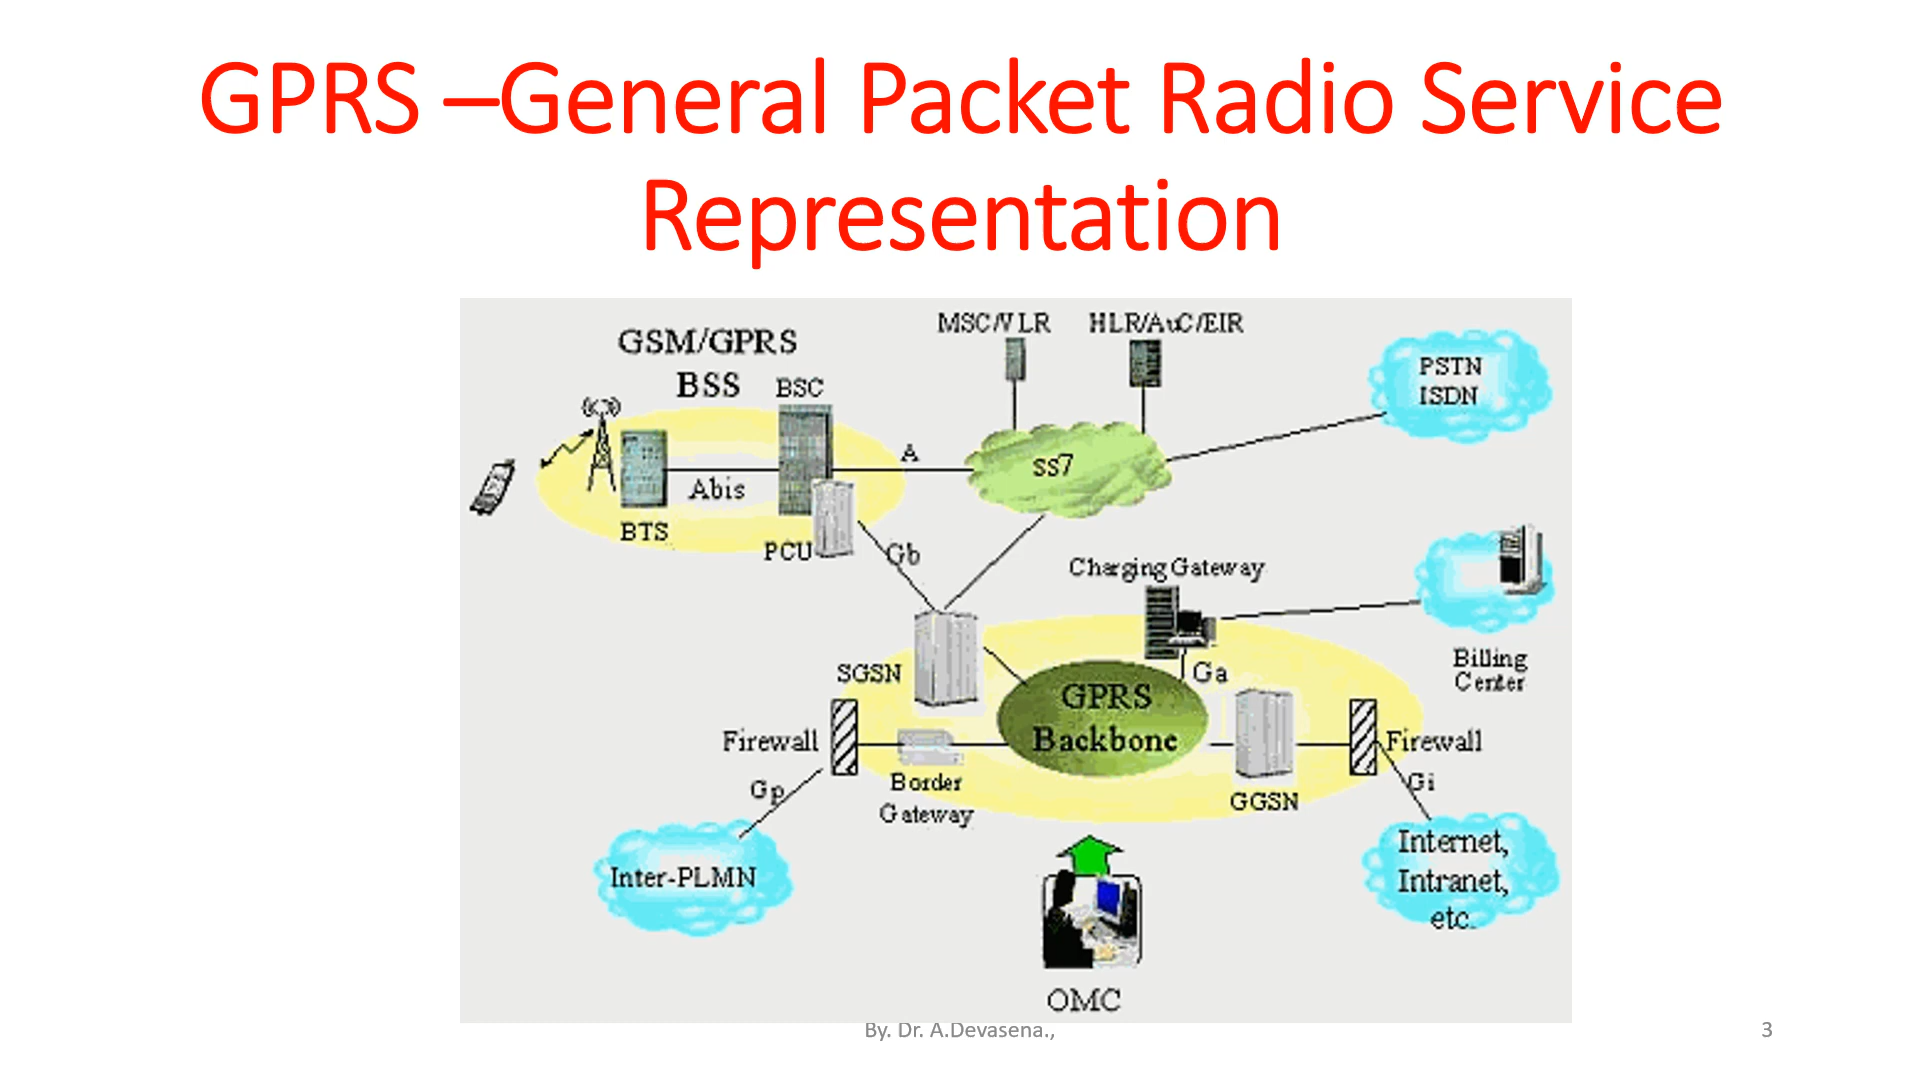 GPRS –General Packet Radio Service
Representation
MSC/VLR
HLR/AuC/EIR
GSM/GPRS
BSS
BSC
PSTN
ISDN
A
ss7
Abis
BTS
PCU
Gb
Charging Gateway
SGSN
Ga
Billing
Center
GPRS
Backbone
Firewall
Firewall
Gp
Border
Gateway
GGSN
Gi
Inter-PLMN
Internet,
Intranet,
etc.
OMC
By. Dr. A.Devasena.,
3